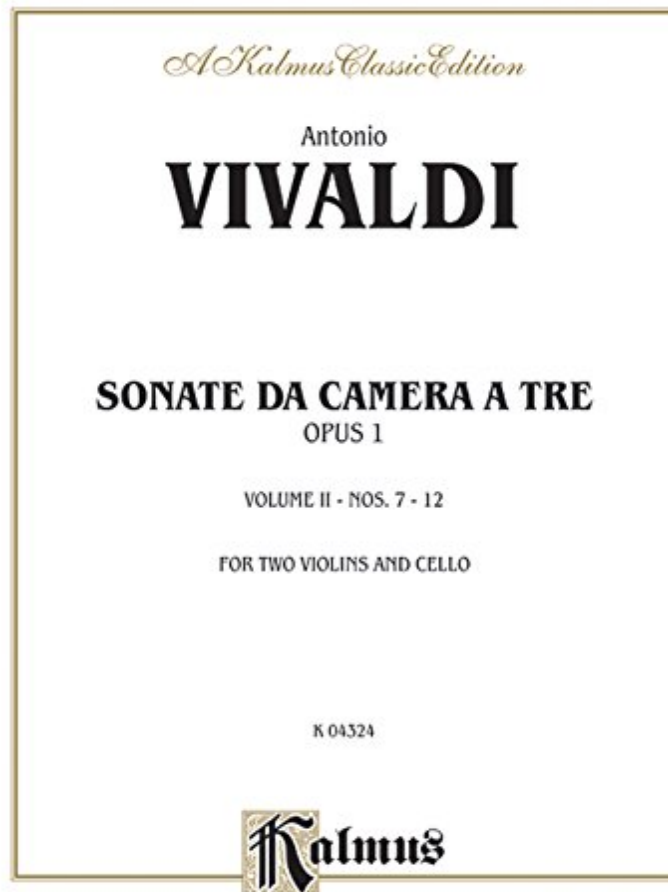 A Kalmus Classic Edition
Antonio
VIVALDI
SONATE DA CAMERA A TRE
OPUS 1
VOLUME II - NOS. 7 - 12
FOR TWO VIOLINS AND CELLO
K 04324
Kalmus